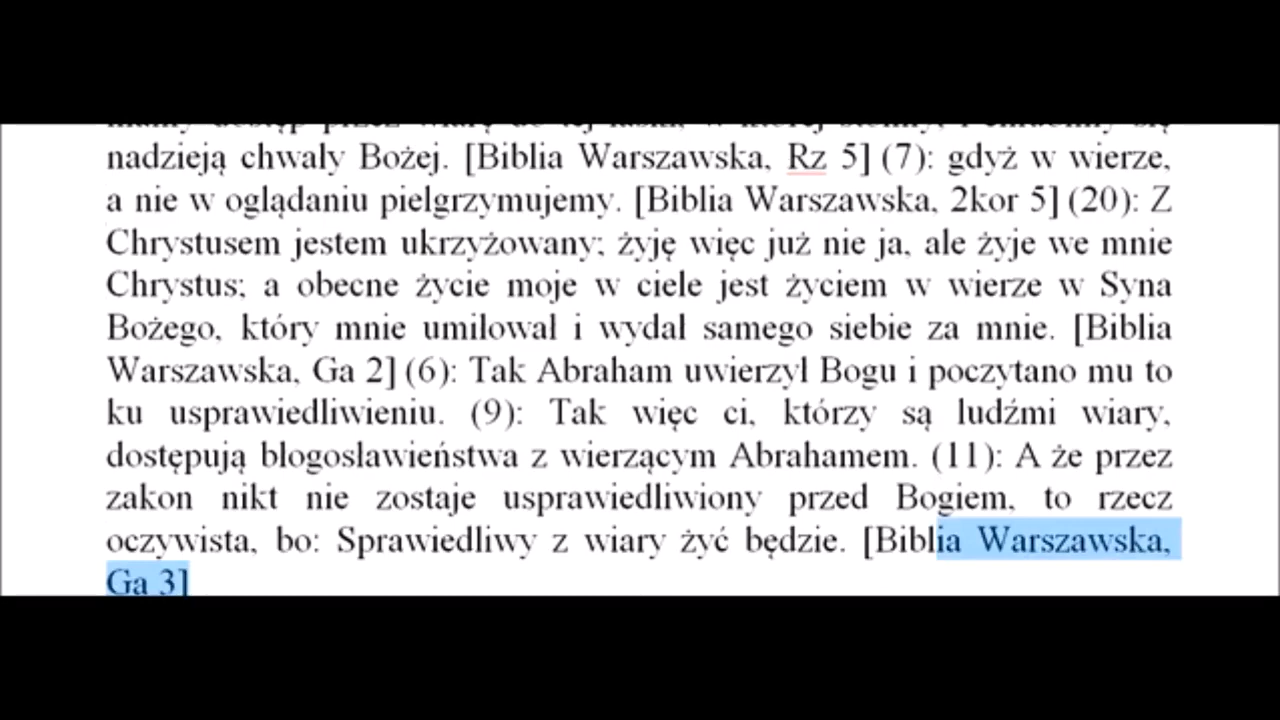 nadzieją chwały Bożej. [Biblia Warszawska, Rz 5] (7): gdyż w wierze,
a nie w oglądaniu pielgrzymujemy. [Biblia Warszawska, 2kor 5] (20): Z
Chrystusem jestem ukrzyżowany; żyję więc już nie ja, ale żyje we mnie
Chrystus; a obecne życie moje w ciele jest życiem w wierze w Syna
Bożego, który mnie umiłował i wydał samego siebie za mnie. [Biblia
Warszawska, Ga 2] (6): Tak Abraham uwierzył Bogu i poczytano mu to
ku usprawiedliwieniu. (9): Tak więc ci, którzy są ludźmi wiary,
dostępują błogosławieństwa z wierzącym Abrahamem. (11): A że przez
zakon nikt nie zostaje usprawiedliwiony przed Bogiem, to rzecz
oczywista, bo: Sprawiedliwy z wiary żyć będzie. [Biblia Warszawska,
Ga 3]